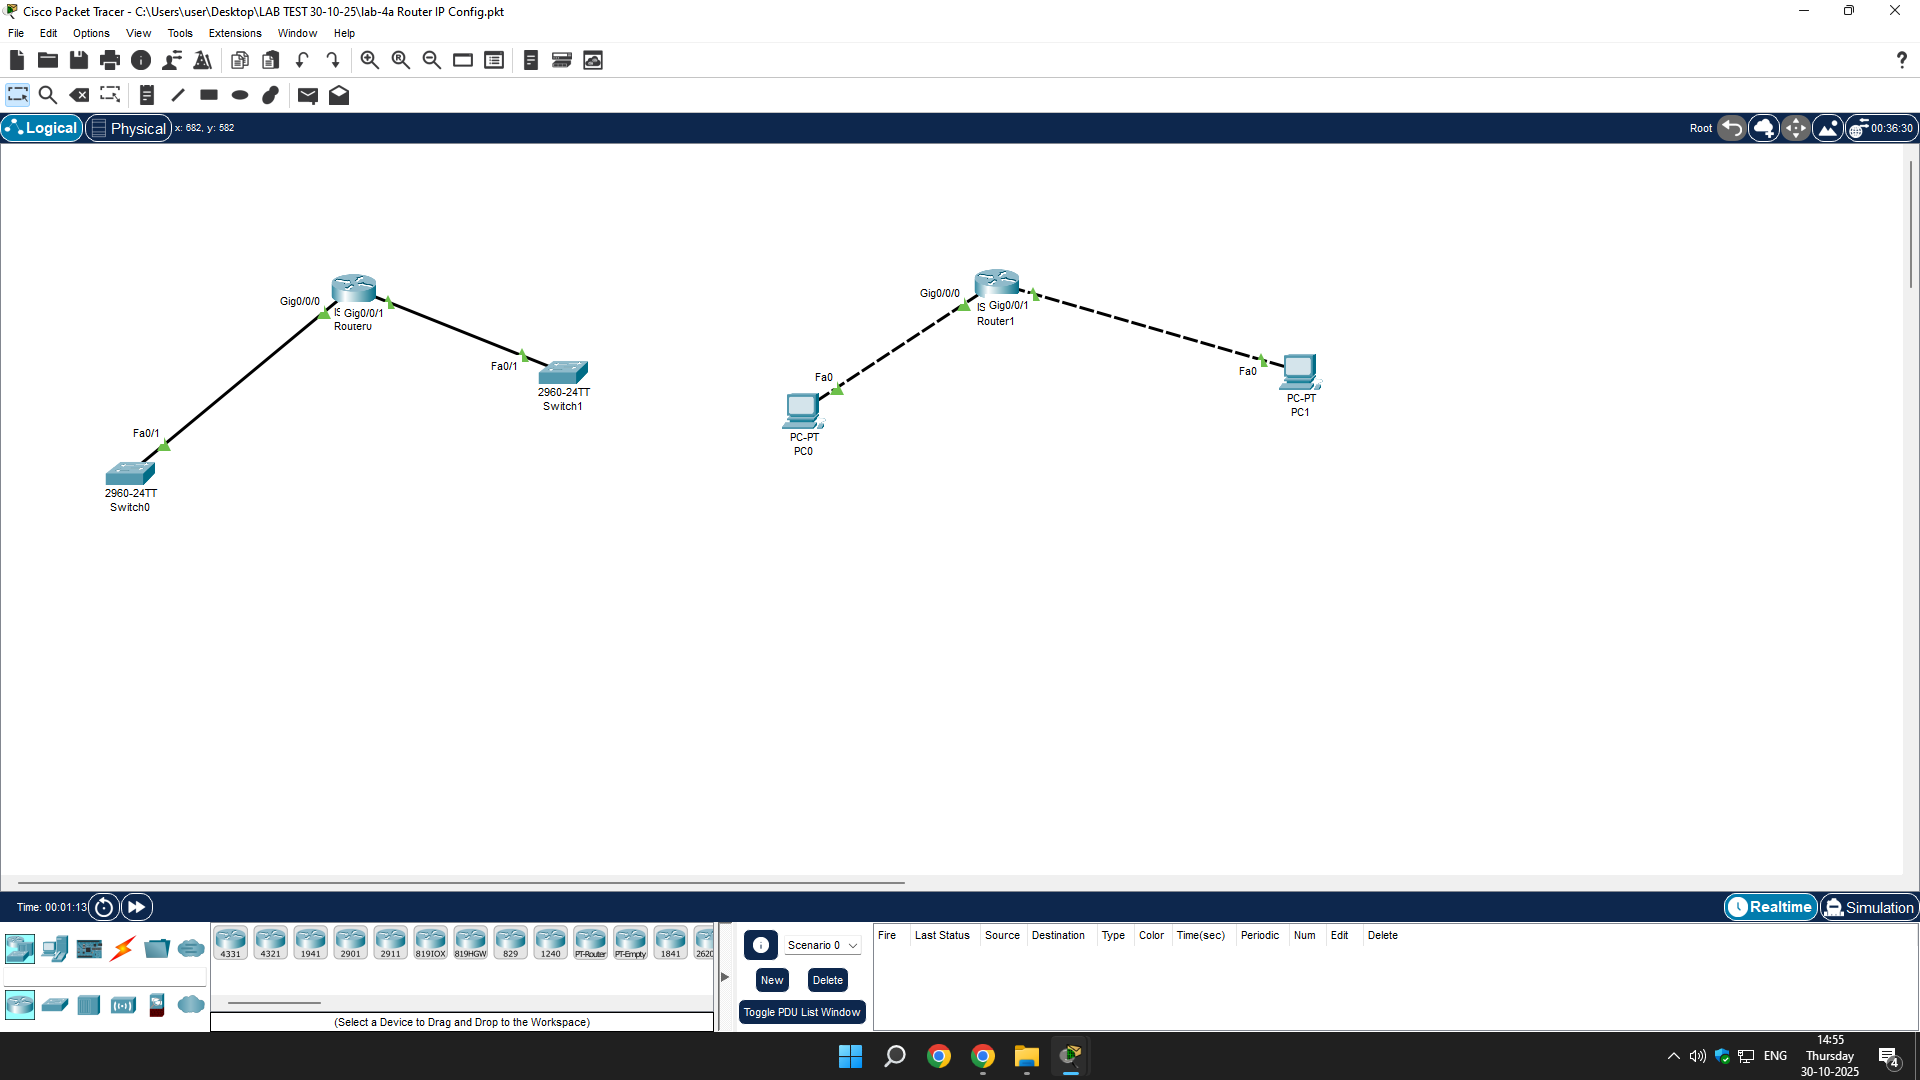 Cisco Packet Tracer - C:\Users\user\Desktop\LAB TEST 30-10-25\lab-4a Router IP Config.pkt
File Edit Options View Tools Extensions Window Help
Logical Physical x: 682, y: 582 Root 00:36:30
Gig0/0/0
IS Gig0/0/1
Router0
Fa0/1
2960-24TT
Switch1
Fa0/1
2960-24TT
Switch0
Gig0/0/0
IS Gig0/0/1
Router1
Fa0
PC-PT
PC0
Fa0
PC-PT
PC1
Time: 00:01:13 Realtime Simulation
4331 4321 1941 2901 2911 819IOX 819HGW 829 1240 PT-Router PT-Empty 1841 2620
(Select a Device to Drag and Drop to the Workspace)
Scenario 0
New Delete
Toggle PDU List Window
Fire Last Status Source Destination Type Color Time(sec) Periodic Num Edit Delete
ENG
14:55
Thursday
30-10-2025
4